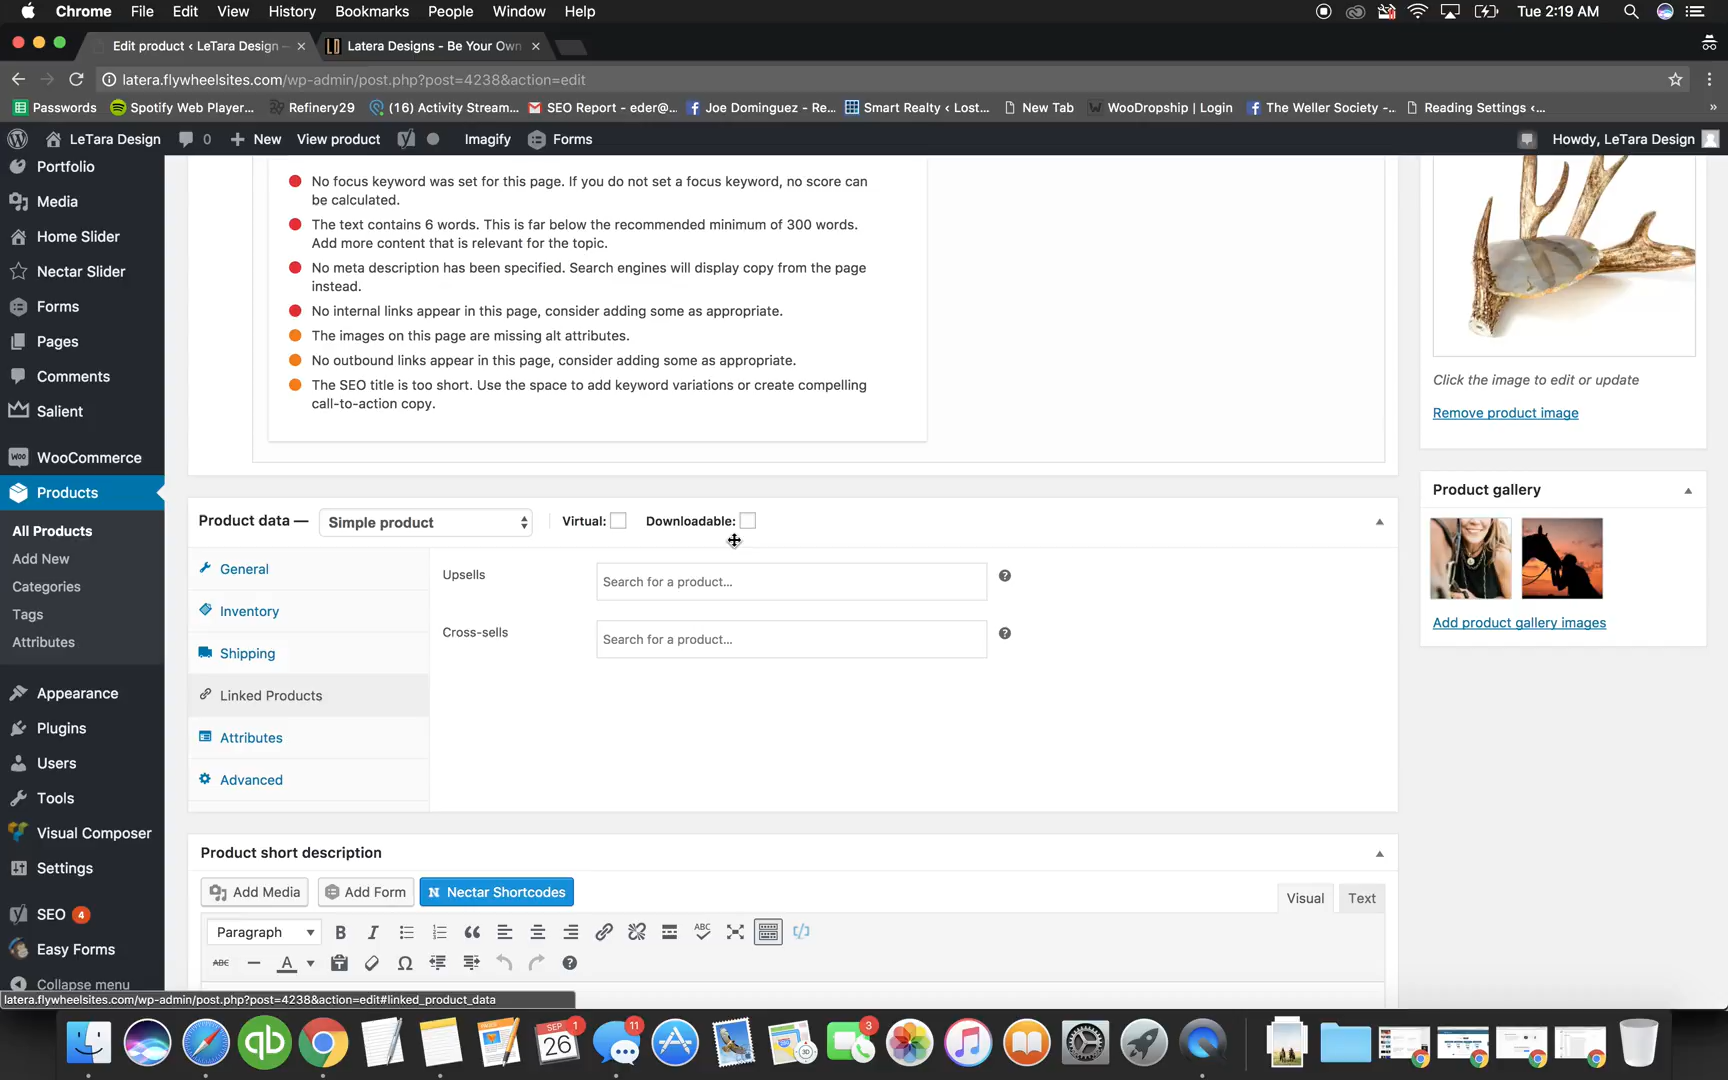 Chrome File Edit View History Bookmarks People Window Help Tue 2:19 AM
Edit product ‹ LeTara Design – × Latera Designs - Be Your Own ×
latera.flywheelsites.com/wp-admin/post.php?post=4238&action=edit
Passwords Spotify Web Player... Refinery29 (16) Activity Stream... SEO Report - eder@... Joe Dominguez - Re... Smart Realty ‹ Lost... New Tab WooDropship | Login The Weller Society -... Reading Settings ‹... »
LeTara Design 0 New View product Imagify Forms Howdy, LeTara Design
Portfolio
Media
Home Slider
Nectar Slider
Forms
Pages
Comments
Salient
WooCommerce
Products
All Products
Add New
Categories
Tags
Attributes
Appearance
Plugins
Users
Tools
Visual Composer
Settings
SEO 4
Easy Forms
Collapse menu
No focus keyword was set for this page. If you do not set a focus keyword, no score can
be calculated.
The text contains 6 words. This is far below the recommended minimum of 300 words.
Add more content that is relevant for the topic.
No meta description has been specified. Search engines will display copy from the page
instead.
No internal links appear in this page, consider adding some as appropriate.
The images on this page are missing alt attributes.
No outbound links appear in this page, consider adding some as appropriate.
The SEO title is too short. Use the space to add keyword variations or create compelling
call-to-action copy.
Product data — Simple product Virtual: Downloadable:
General
Inventory
Shipping
Linked Products
Attributes
Advanced
Upsells Search for a product...
Cross-sells Search for a product...
Product short description
Add Media Add Form N Nectar Shortcodes Visual Text
Paragraph B I ABC
ABC A Ω
Click the image to edit or update
Remove product image
Product gallery
Add product gallery images
latera.flywheelsites.com/wp-admin/post.php?post=4238&action=edit#linked_product_data
qb SEP 26 1 11 3D 3